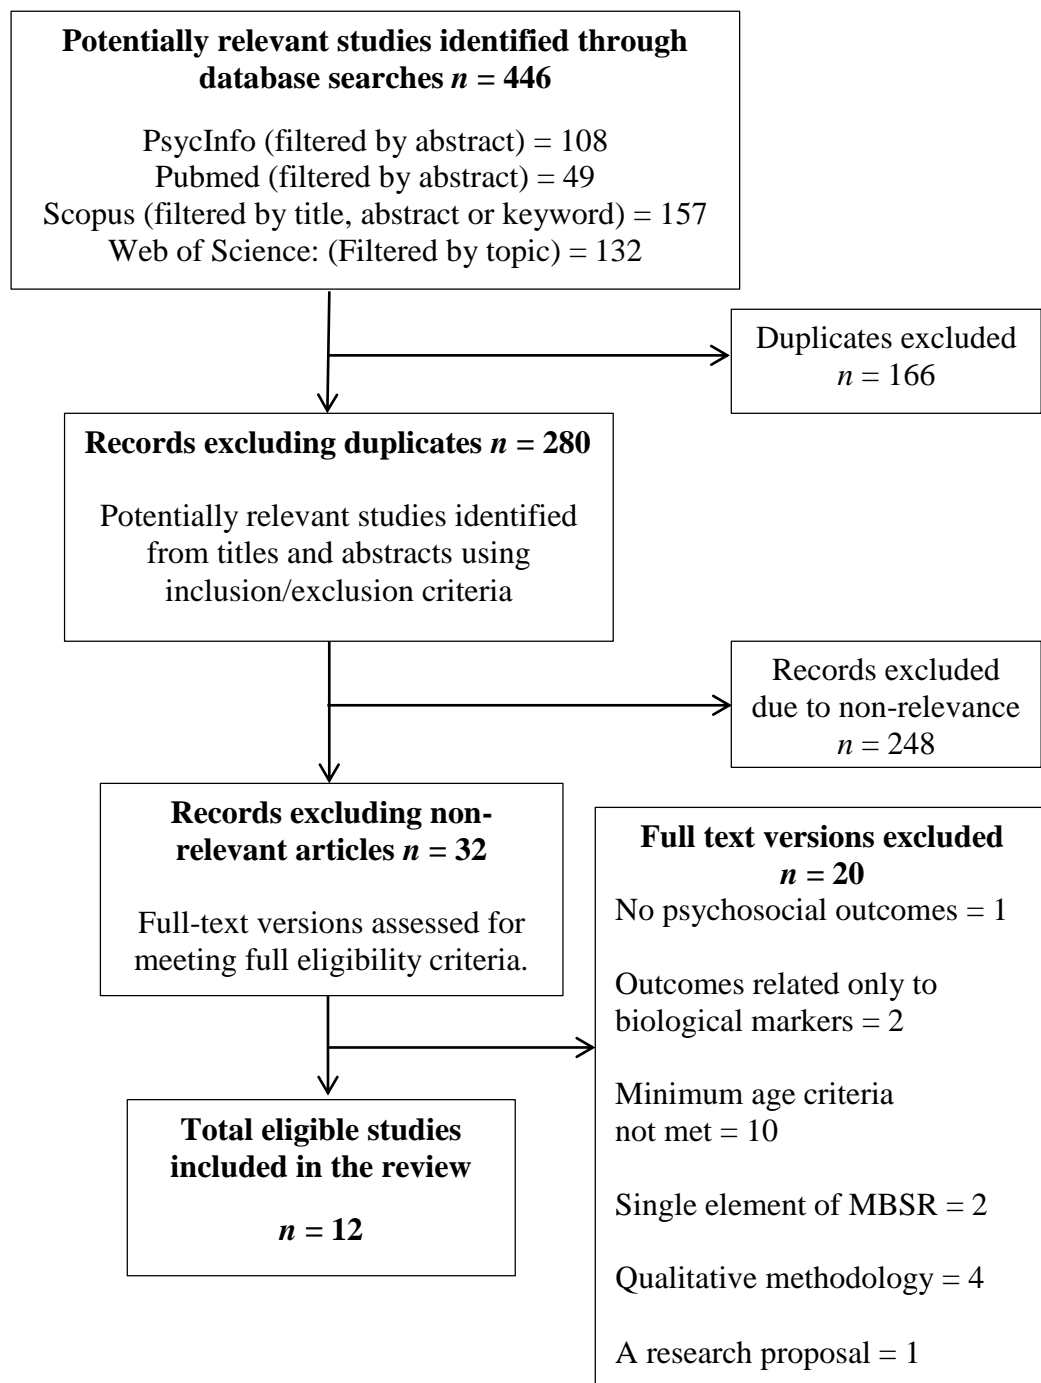 Potentially relevant studies identified through
database searches n = 446
PsycInfo (filtered by abstract) = 108
Pubmed (filtered by abstract) = 49
Scopus (filtered by title, abstract or keyword) = 157
Web of Science: (Filtered by topic) = 132
Duplicates excluded
n = 166
Records excluding duplicates n = 280
Potentially relevant studies identified
from titles and abstracts using
inclusion/exclusion criteria
Records excluded
due to non-relevance
n = 248
Records excluding non-
relevant articles n = 32
Full-text versions assessed for
meeting full eligibility criteria.
Full text versions excluded
n = 20
No psychosocial outcomes = 1
Outcomes related only to
biological markers = 2
Minimum age criteria
not met = 10
Single element of MBSR = 2
Qualitative methodology = 4
A research proposal = 1
Total eligible studies
included in the review
n = 12